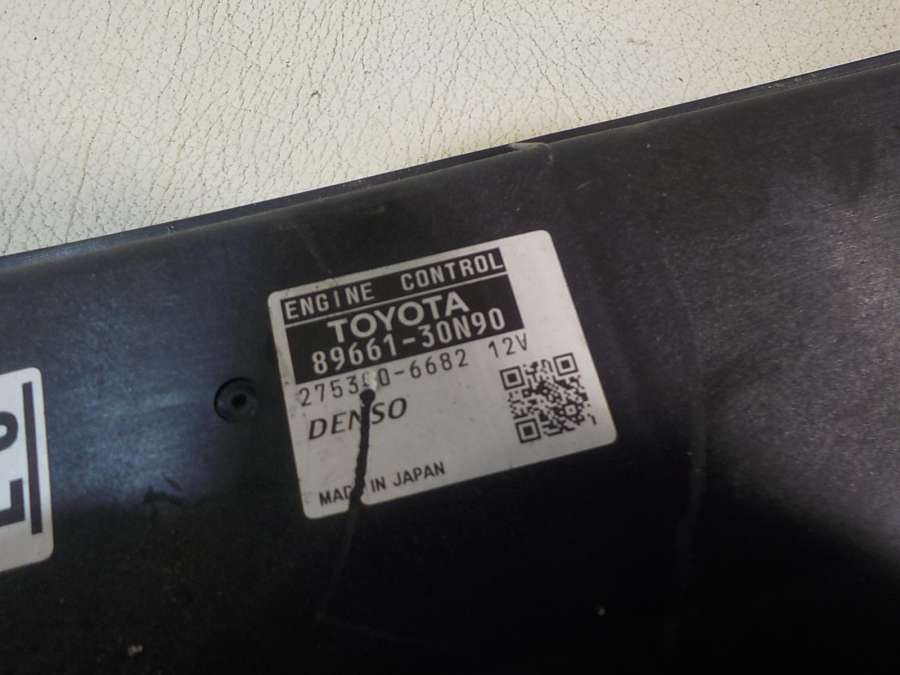 ENGINE CONTROL
TOYOTA
89661-30N90
12V
DENSO
MADE IN JAPAN